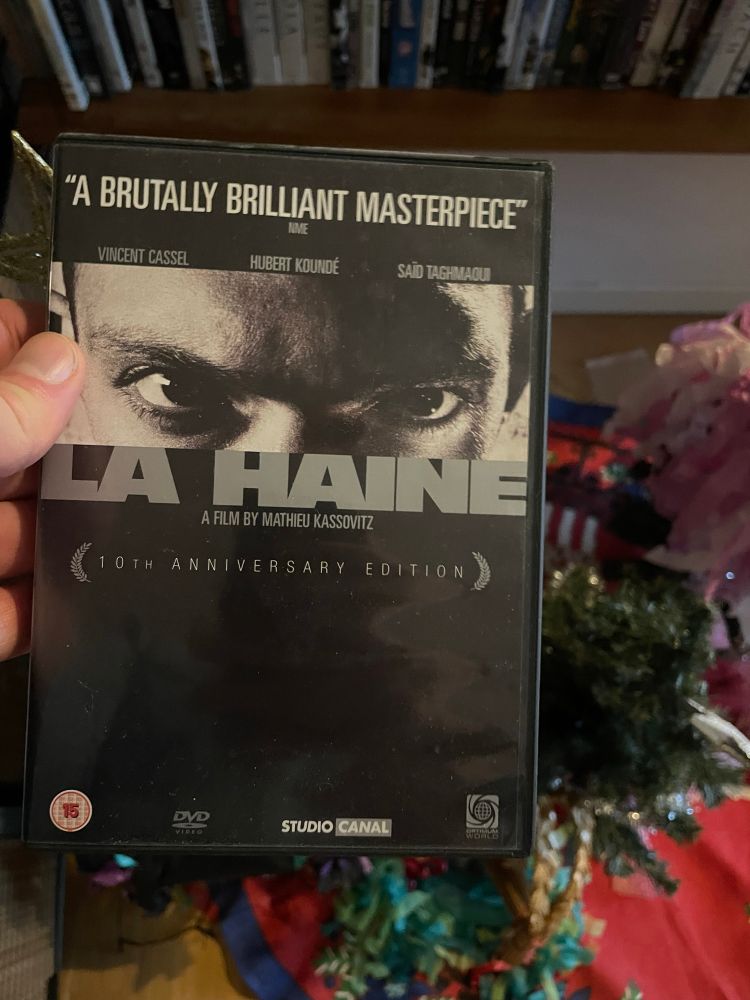 "A BRUTALLY BRILLIANT MASTERPIECE"
NME
VINCENT CASSEL HUBERT KOUNDÉ SAÏD TAGHMAOUI
LA HAINE
A FILM BY MATHIEU KASSOVITZ
10TH ANNIVERSARY EDITION
15
DVD
VIDEO
STUDIO CANAL
OPTIMUM
WORLD